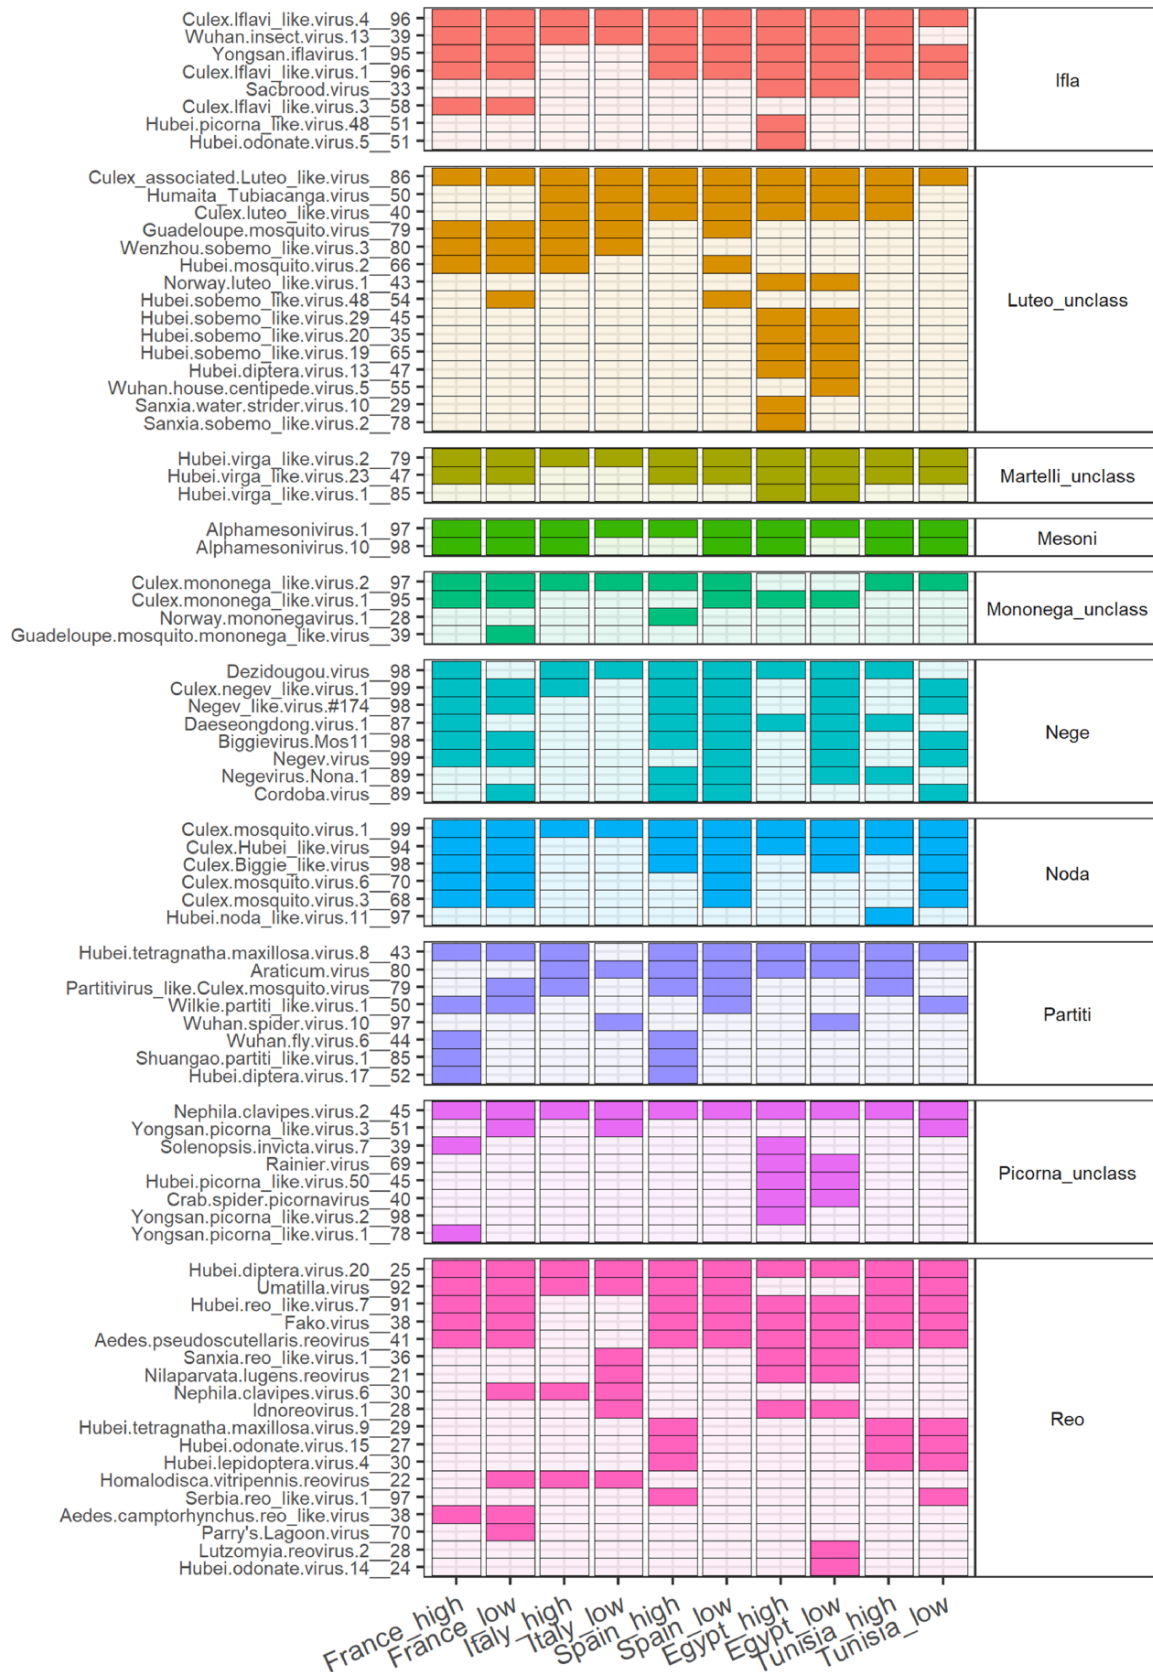 Culex.Iflavi_like.virus.4__96
Wuhan.insect.virus.13__39
Yongsan.iflavirus.1__95
Culex.Iflavi_like.virus.1__96
Sacbrood.virus__33
Culex.Iflavi_like.virus.3__58
Hubei.picorna_like.virus.48__51
Hubei.odonate.virus.5__51
Ifla
Culex_associated.Luteo_like.virus__86
Humaita_Tubiacanga.virus__50
Culex.luteo_like.virus__40
Guadeloupe.mosquito.virus__79
Wenzhou.sobemo_like.virus.3__80
Hubei.mosquito.virus.2__66
Norway.luteo_like.virus.1__43
Hubei.sobemo_like.virus.48__54
Hubei.sobemo_like.virus.29__45
Hubei.sobemo_like.virus.20__35
Hubei.sobemo_like.virus.19__65
Hubei.diptera.virus.13__47
Wuhan.house.centipede.virus.5__55
Sanxia.water.strider.virus.10__29
Sanxia.sobemo_like.virus.2__78
Luteo_unclass
Hubei.virga_like.virus.2__79
Hubei.virga_like.virus.23__47
Hubei.virga_like.virus.1__85
Martelli_unclass
Alphamesonivirus.1__97
Alphamesonivirus.10__98
Mesoni
Culex.mononega_like.virus.2__97
Culex.mononega_like.virus.1__95
Norway.mononegavirus.1__28
Guadeloupe.mosquito.mononega_like.virus__39
Mononega_unclass
Dezidougou.virus__98
Culex.negev_like.virus.1__99
Negev_like.virus.#174__98
Daeseongdong.virus.1__87
Biggievirus.Mos11__98
Negev.virus__99
Negevirus.Nona.1__89
Cordoba.virus__89
Nege
Culex.mosquito.virus.1__99
Culex.Hubei_like.virus__94
Culex.Biggie_like.virus__98
Culex.mosquito.virus.6__70
Culex.mosquito.virus.3__68
Hubei.noda_like.virus.11__97
Noda
Hubei.tetragnatha.maxillosa.virus.8__43
Araticum.virus__80
Partitivirus_like.Culex.mosquito.virus__79
Wilkie.partiti_like.virus.1__50
Wuhan.spider.virus.10__97
Wuhan.fly.virus.6__44
Shuangao.partiti_like.virus.1__85
Hubei.diptera.virus.17__52
Partiti
Nephila.clavipes.virus.2__45
Yongsan.picorna_like.virus.3__51
Solenopsis.invicta.virus.7__39
Rainier.virus__69
Hubei.picorna_like.virus.50__45
Crab.spider.picornavirus__40
Yongsan.picorna_like.virus.2__98
Yongsan.picorna_like.virus.1__78
Picorna_unclass
Hubei.diptera.virus.20__25
Umatilla.virus__92
Hubei.reo_like.virus.7__91
Fako.virus__38
Aedes.pseudoscutellaris.reovirus__41
Sanxia.reo_like.virus.1__36
Nilaparvata.lugens.reovirus__21
Nephila.clavipes.virus.6__30
Idnoreovirus.1__28
Hubei.tetragnatha.maxillosa.virus.9__29
Hubei.odonate.virus.15__27
Hubei.lepidoptera.virus.4__30
Homalodisca.vitripennis.reovirus__22
Serbia.reo_like.virus.1__97
Aedes.camptorhynchus.reo_like.virus__38
Parry's.Lagoon.virus__70
Lutzomyia.reovirus.2__28
Hubei.odonate.virus.14__24
Reo
France_high
France_low
Italy_high
Italy_low
Spain_high
Spain_low
Egypt_high
Egypt_low
Tunisia_high
Tunisia_low